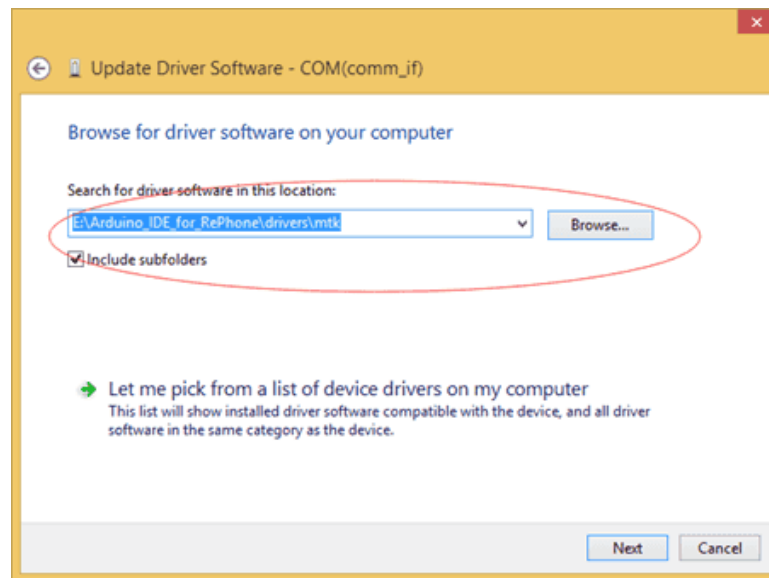 Update Driver Software - COM(comm_if)
Browse for driver software on your computer
Search for driver software in this location:
E:\Arduino_IDE_for_RePhone\drivers\mtk
Browse...
Include subfolders
Let me pick from a list of device drivers on my computer
This list will show installed driver software compatible with the device, and all driver
software in the same category as the device.
Next
Cancel